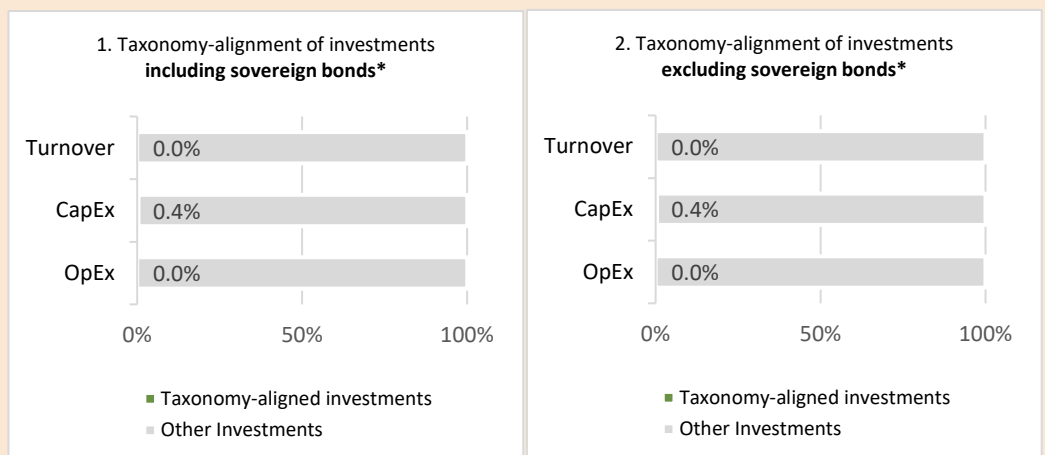 1. Taxonomy-alignment of investments
including sovereign bonds*
Turnover
0.0%
CapEx
0.4%
OpEx
0.0%
0%
50%
100%
Taxonomy-aligned investments
Other Investments
2. Taxonomy-alignment of investments
excluding sovereign bonds*
Turnover
0.0%
CapEx
0.4%
OpEx
0.0%
0%
50%
100%
Taxonomy-aligned investments
Other Investments